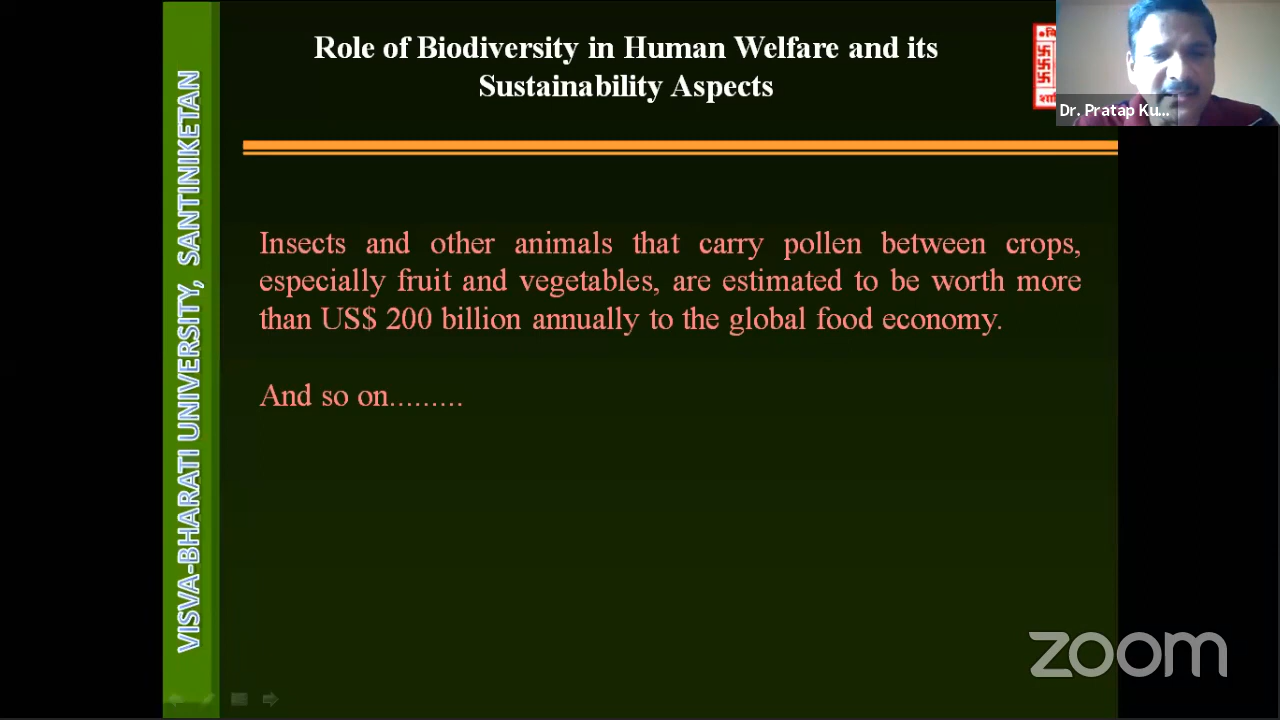 Role of Biodiversity in Human Welfare and its
Sustainability Aspects
Dr. Pratap Ku...
VISVA-BHARATI UNIVERSITY, SANTINIKETAN
Insects and other animals that carry pollen between crops,
especially fruit and vegetables, are estimated to be worth more
than US$ 200 billion annually to the global food economy.
And so on.........
zoom